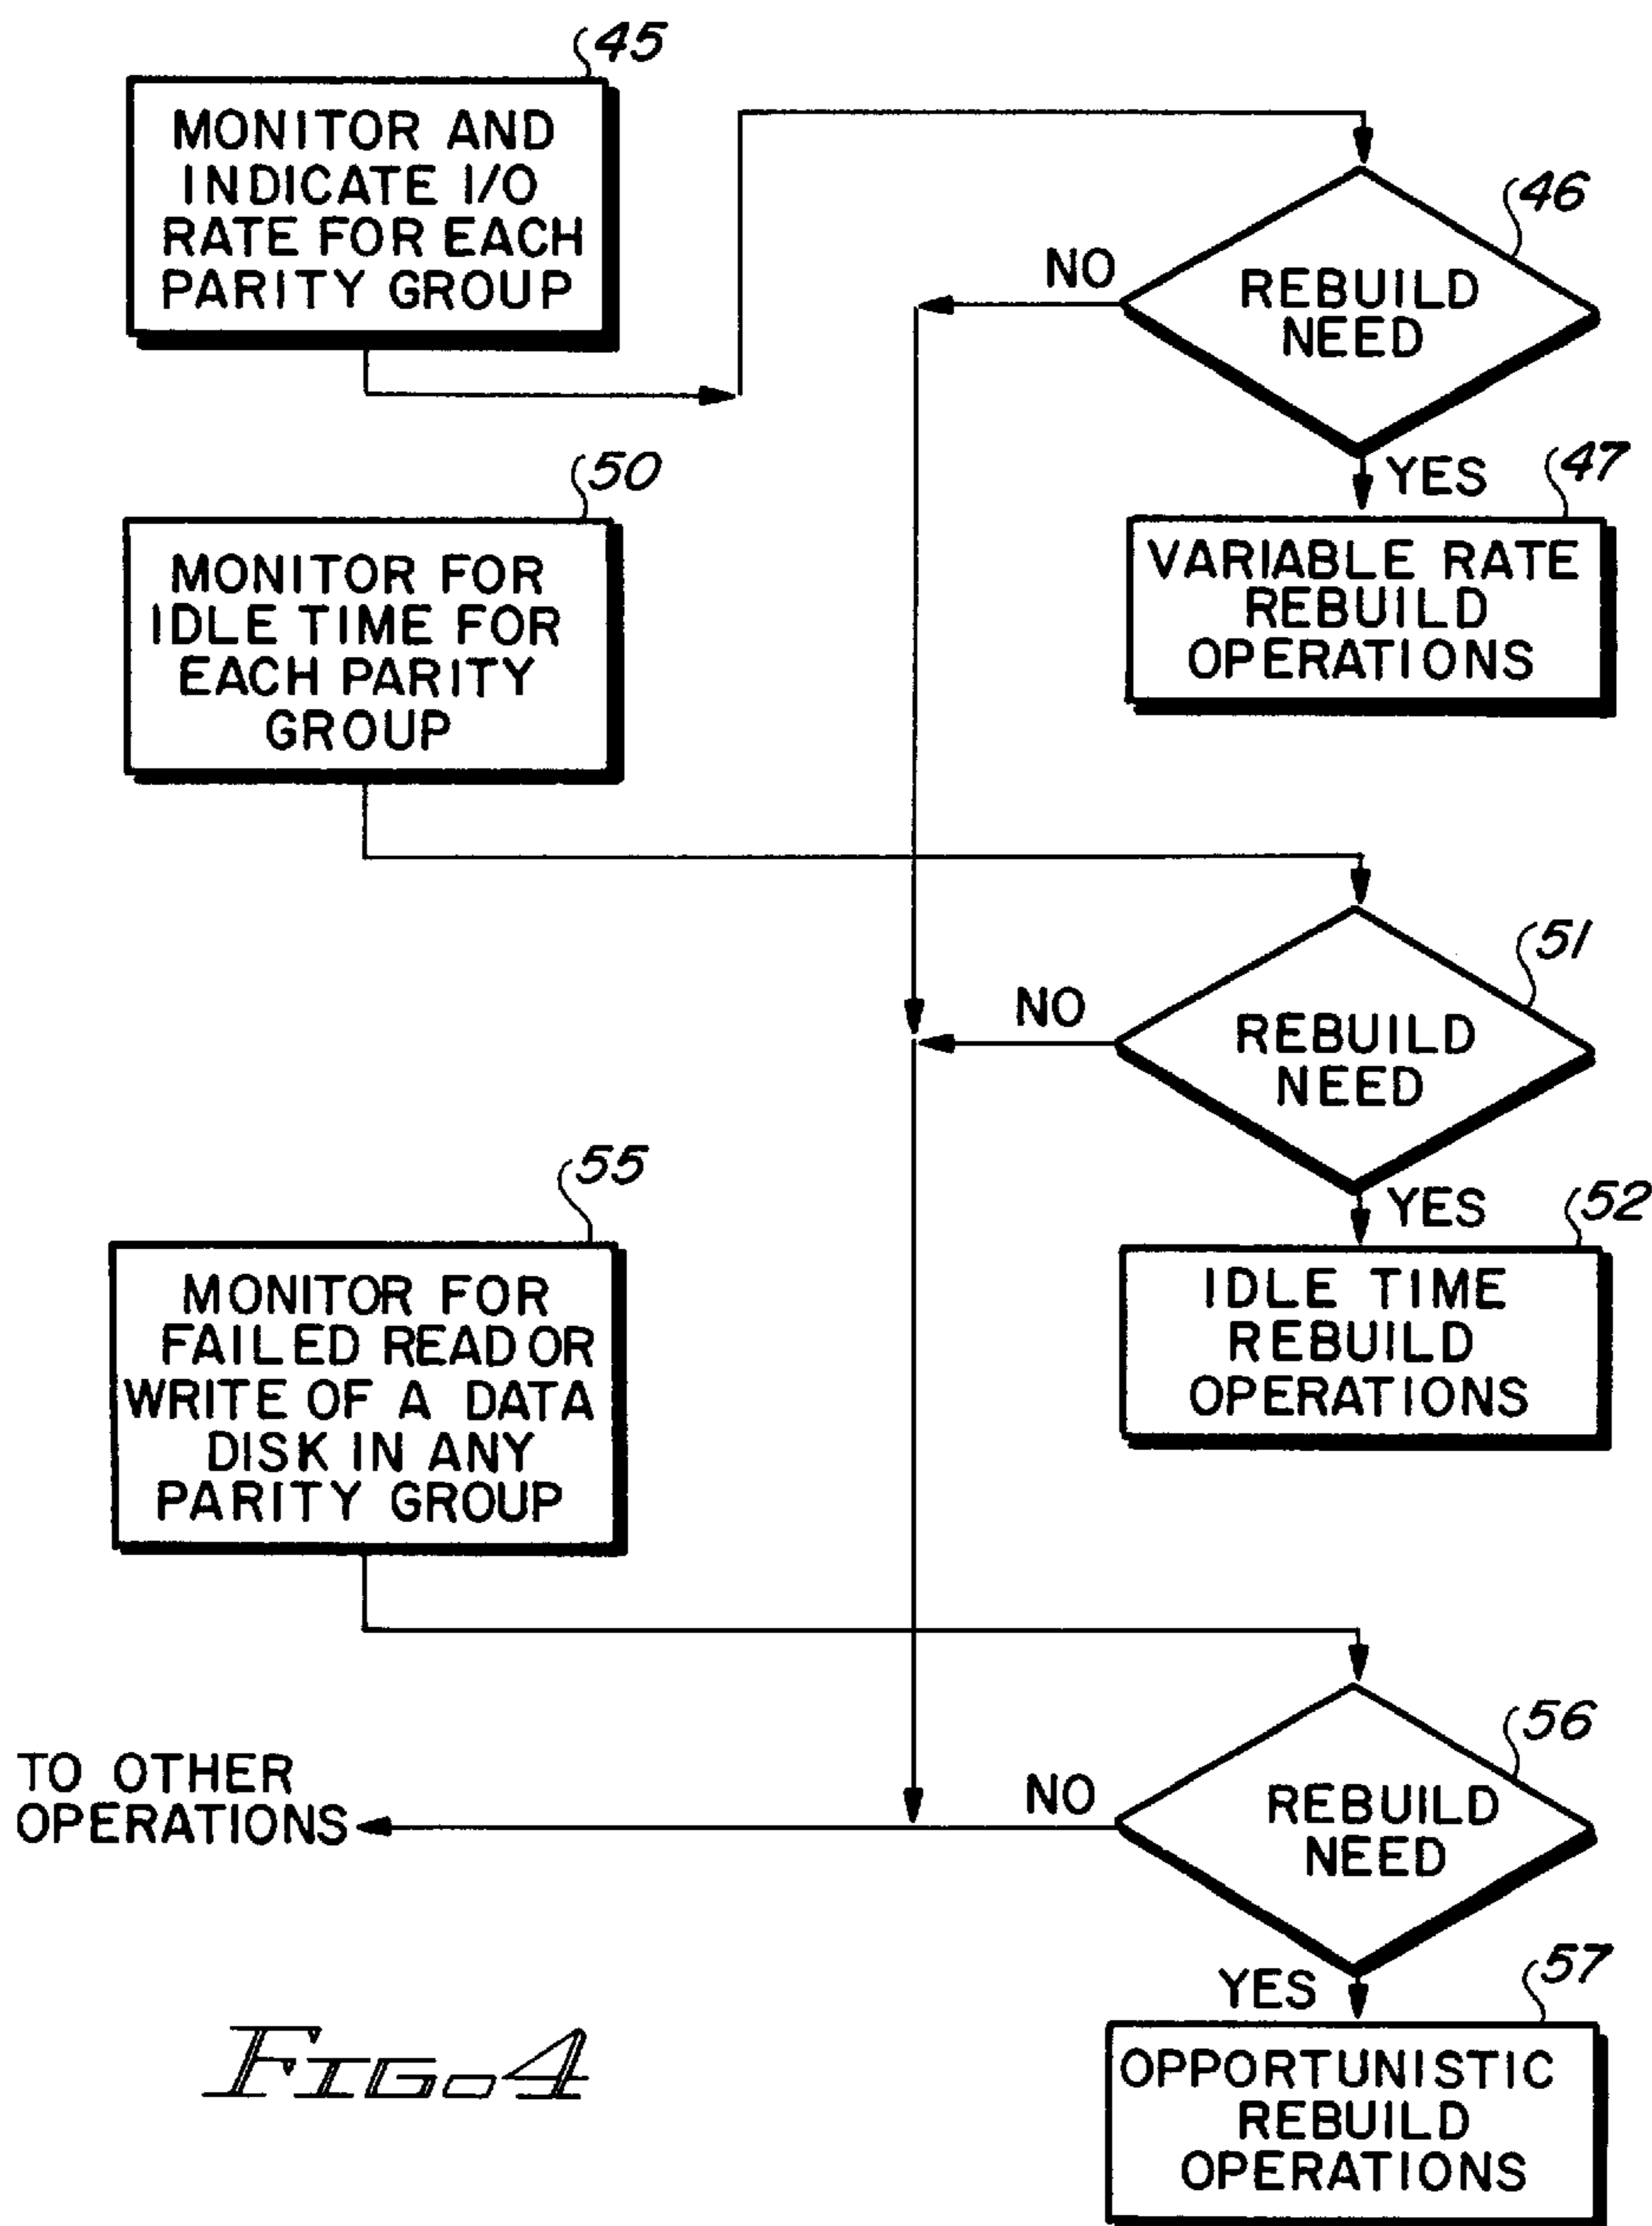 45
MONITOR AND
INDICATE I/O
RATE FOR EACH
PARITY GROUP
46
NO
REBUILD
NEED
YES
47
VARIABLE RATE
REBUILD
OPERATIONS
50
MONITOR FOR
IDLE TIME FOR
EACH PARITY
GROUP
51
NO
REBUILD
NEED
YES
52
IDLE TIME
REBUILD
OPERATIONS
55
MONITOR FOR
FAILED READ OR
WRITE OF A DATA
DISK IN ANY
PARITY GROUP
56
NO
REBUILD
NEED
TO OTHER
OPERATIONS
YES
57
OPPORTUNISTIC
REBUILD
OPERATIONS
FIG. 4